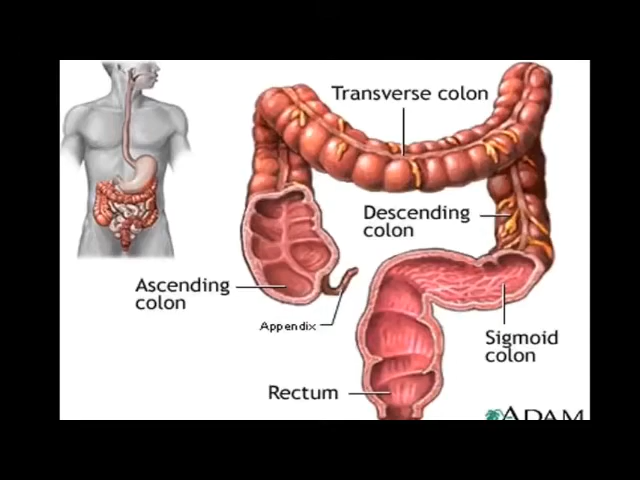 Transverse colon
Descending
colon
Ascending
colon
Appendix
Sigmoid
colon
Rectum
ADAM